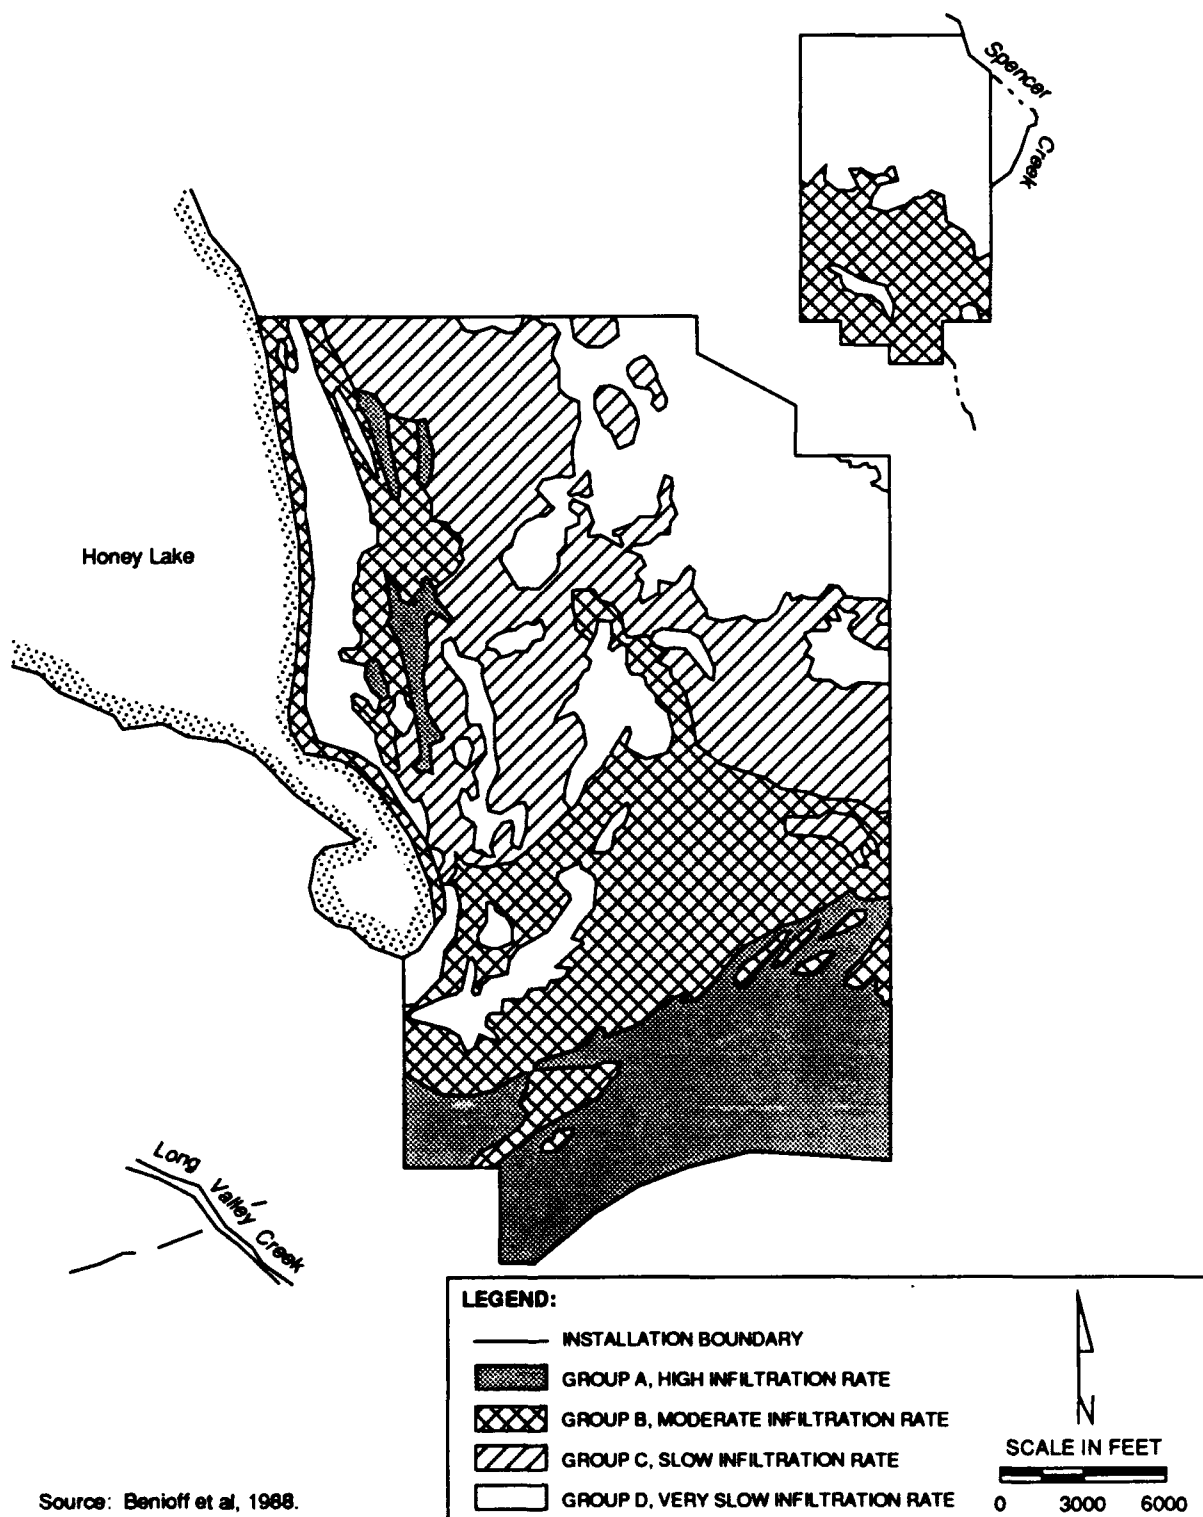 Spencer
Creek
Honey Lake
Long
Valley
Creek
LEGEND:
INSTALLATION BOUNDARY
GROUP A, HIGH INFILTRATION RATE
GROUP B, MODERATE INFILTRATION RATE
GROUP C, SLOW INFILTRATION RATE
GROUP D, VERY SLOW INFILTRATION RATE
N
SCALE IN FEET
0 3000 6000
Source: Benioff et al, 1988.